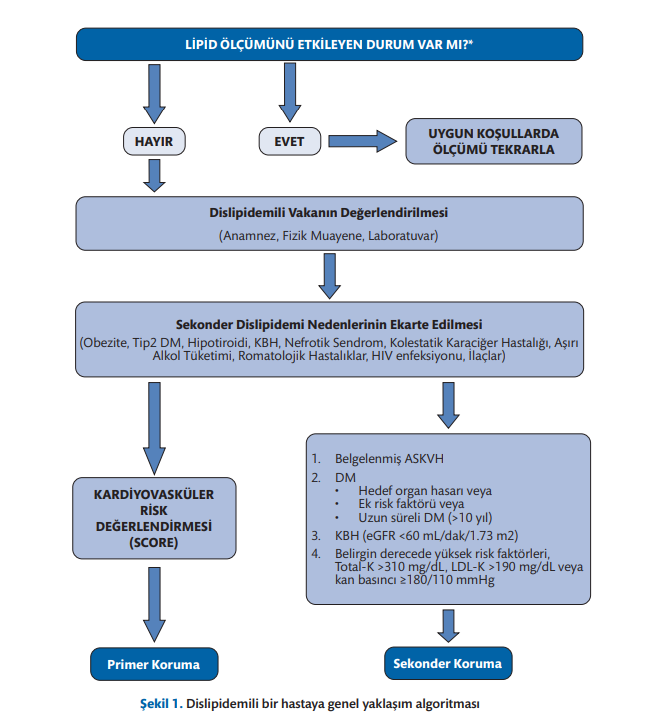 LİPİD ÖLÇÜMÜNÜ ETKİLEYEN DURUM VAR MI?*
HAYIR
EVET
UYGUN KOŞULLARDA
ÖLÇÜMÜ TEKRARLA
Dislipidemili Vakanın Değerlendirilmesi
(Anamnez, Fizik Muayene, Laboratuvar)
Sekonder Dislipidemi Nedenlerinin Ekarte Edilmesi
(Obezite, Tip2 DM, Hipotiroidi, KBH, Nefrotik Sendrom, Kolestatik Karaciğer Hastalığı, Aşırı
Alkol Tüketimi, Romatolojik Hastalıklar, HIV enfeksiyonu, İlaçlar)
KARDİYOVASKÜLER
RİSK
DEĞERLENDİRMESİ
(SCORE)
1. Belgelenmiş ASKVH
2. DM
• Hedef organ hasarı veya
• Ek risk faktörü veya
• Uzun süreli DM (>10 yıl)
3. KBH (eGFR <60 mL/dak/1.73 m2)
4. Belirgin derecede yüksek risk faktörleri,
Total-K >310 mg/dL, LDL-K >190 mg/dL veya
kan basıncı ≥180/110 mmHg
Primer Koruma
Sekonder Koruma
Şekil 1. Dislipidemili bir hastaya genel yaklaşım algoritması